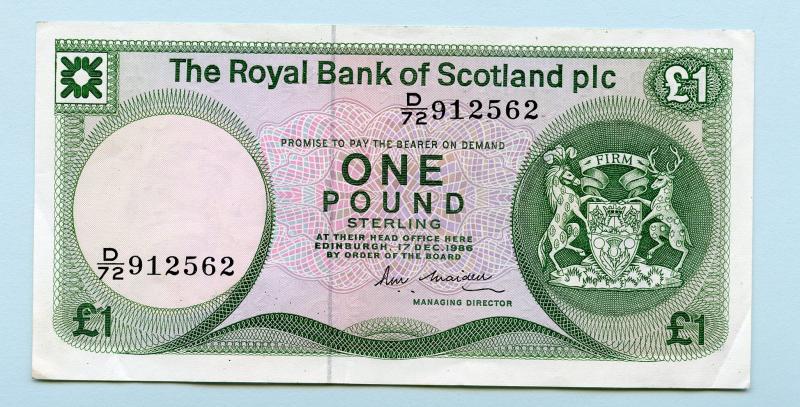 The Royal Bank of Scotland plc
£1
D/72 912562
PROMISE TO PAY THE BEARER ON DEMAND
ONE
POUND
STERLING
AT THEIR HEAD OFFICE HERE
EDINBURGH, 17 DEC. 1986
BY ORDER OF THE BOARD
MANAGING DIRECTOR
FIRM
D/72 912562
£1
£1